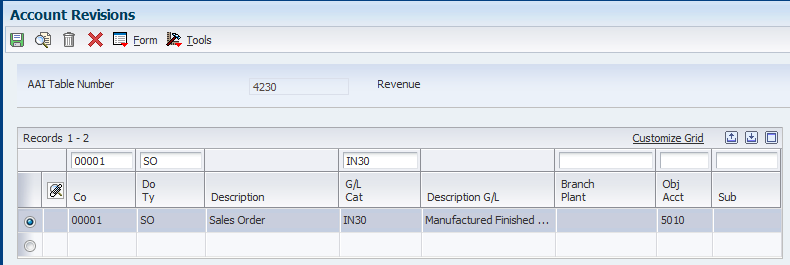 Account Revisions
Form Tools
AAI Table Number 4230 Revenue
Records 1 - 2 Customize Grid
00001 SO IN30
Co Do Ty Description G/L Cat Description G/L Branch Plant Obj Acct Sub
00001 SO Sales Order IN30 Manufactured Finished ... 5010